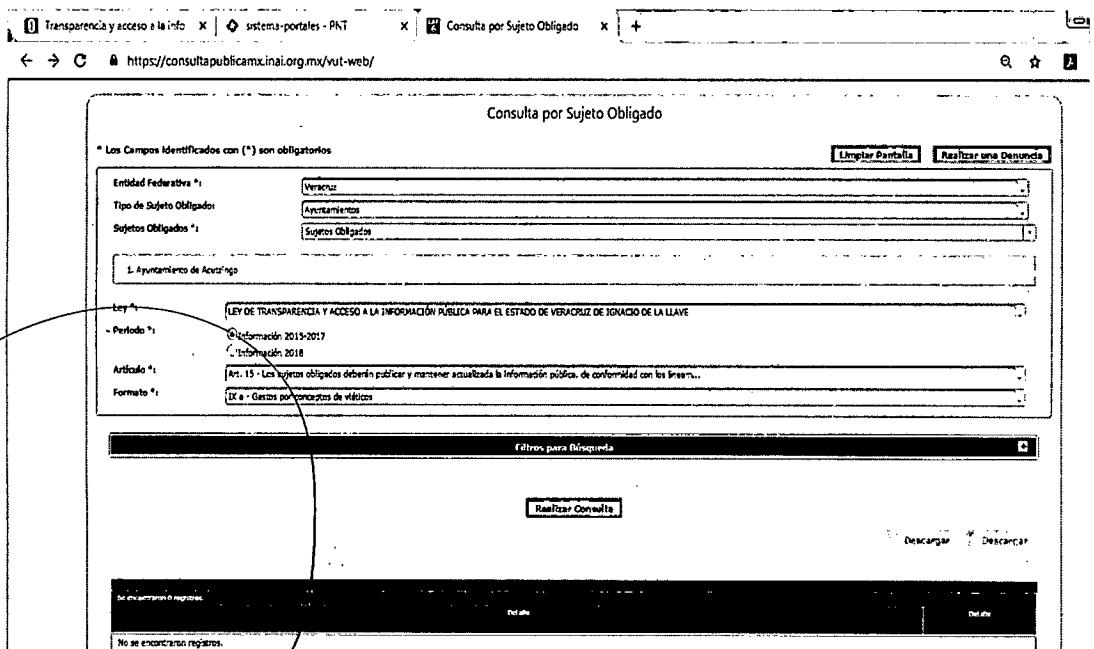 Transparencia y acceso a la info x sistema-portales - PNT x Consulta por Sujeto Obligado x +
https://consultapublicamx.inai.org.mx/vut-web/
Consulta por Sujeto Obligado
* Los Campos Identificados con (*) son obligatorios
Limpiar Pantalla Realizar una Denuncia
Entidad Federativa *: Veracruz
Tipo de Sujeto Obligado: Ayuntamientos
Sujetos Obligados *: Sujetos Obligados
1. Ayuntamiento de Acultzingo
Ley *: LEY DE TRANSPARENCIA Y ACCESO A LA INFORMACIÓN PÚBLICA PARA EL ESTADO DE VERACRUZ DE IGNACIO DE LA LLAVE
Periodo *: Información 2015-2017
Información 2018
Artículo *: Art. 15 - Los sujetos obligados deberán publicar y mantener actualizada la información pública, de conformidad con los lineam...
Formato *: IX a - Gastos por conceptos de viáticos
Filtros para Búsqueda
Realizar Consulta
Descargar Descargar
Se encontraron 0 registros.
Detalle Detalle
No se encontraron registros.